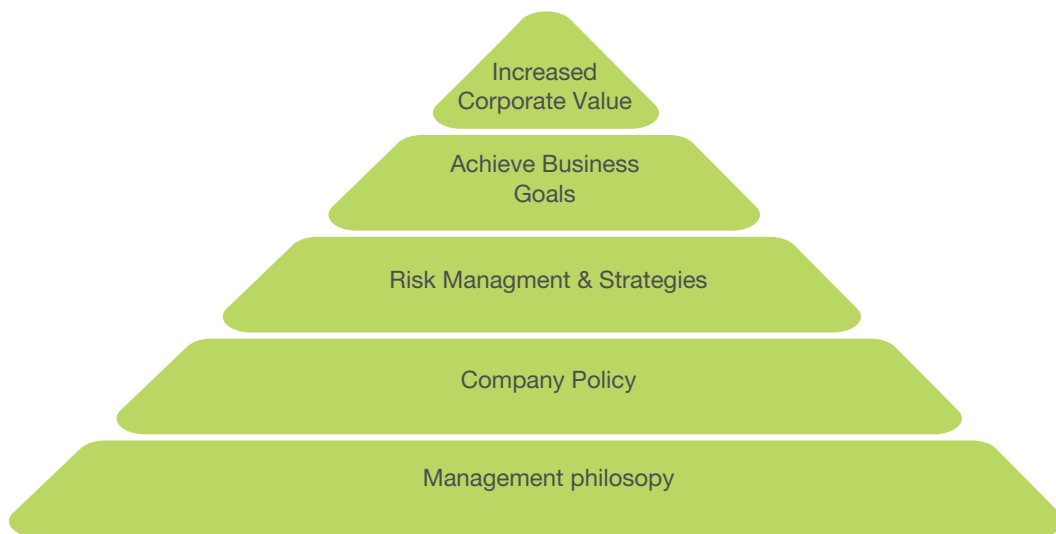 Increased
Corporate Value
Achieve Business
Goals
Risk Managment & Strategies
Company Policy
Management philosopy